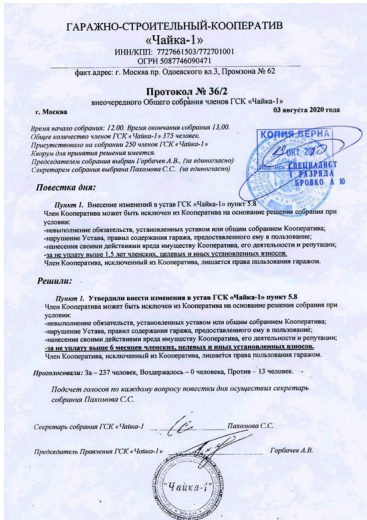 ГАРАЖНО-СТРОИТЕЛЬНЫЙ-КООПЕРАТИВ
«Чайка-1»
ИНН/КПП: 7727661503/772701001
ОГРН 5087746090471
факт.адрес: г. Москва пр. Одоевского вл.3, Промзона № 62
Протокол № 36/2
внеочередного Общего собрания членов ГСК «Чайка-1»
г. Москва 03 августа 2020 года
Время начала собрания: 12.00. Время окончания собрания 13.00.
Общее количество членов ГСК «Чайка-1» 375 человек.
Присутствовало на собрании 250 членов ГСК «Чайка-1»
Кворум для принятия решения имеется.
Председателем собрания выбран Горбачев А.В., (за единогласно)
Секретарем собрания выбрана Пахомова С.С. (за единогласно)
КОПИЯ ВЕРНА
ОКТ 2020
СПЕЦИАЛИСТ
1 РАЗРЯДА
БРОВКО А Ю
Повестка дня:
Пункт 1. Внесение изменений в устав ГСК «Чайка-1» пункт 5.8
Член Кооператива может быть исключен из Кооператива на основание решения собрания при
условии:
-невыполнение обязательств, установленных уставом или общим собранием Кооператива;
-нарушение Устава, правил содержания гаража, предоставленного ему в пользование;
-нанесения своими действиями вреда имуществу Кооператива, его деятельности и репутации;
-за не уплату выше 1,5 лет членских, целевых и иных установленных взносов.
Член Кооператива, исключенный из Кооператива, лишается права пользования гаражом.
Решили:
Пункт 1. Утвердили внести изменения в устав ГСК «Чайка-1» пункт 5.8
Член Кооператива может быть исключен из Кооператива на основание решения собрания при
условии:
-невыполнение обязательств, установленных уставом или общим собранием Кооператива;
-нарушение Устава, правил содержания гаража, предоставленного ему в пользование;
-нанесения своими действиями вреда имуществу Кооператива, его деятельности и репутации;
-за не уплату выше 6 месяцев членских, целевых и иных установленных взносов.
Член Кооператива, исключенный из Кооператива, лишается права пользования гаражом.
Проголосовали: За – 237 человек, Воздержалось – 0 человека, Против – 13 человек.
Подсчет голосов по каждому вопросу повестки дня осуществил секретарь
собрания Пахомова С.С.
Секретарь собрания ГСК «Чайка-1 Пахомова С.С.
Председатель Правления ГСК «Чайка-1» Горбачев А.В.
"Чайка-1"